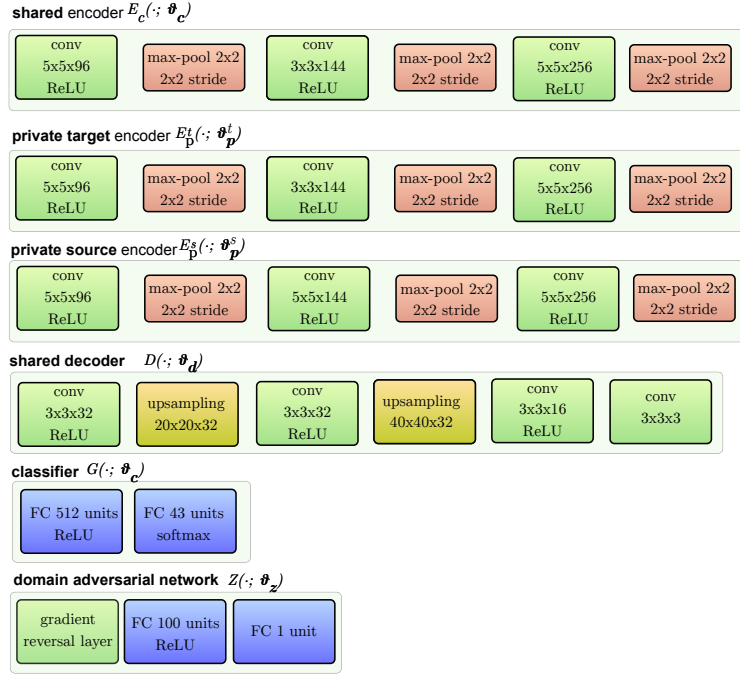 shared encoder E_c(·; ϑ_c)
conv
5x5x96
ReLU
max-pool 2x2
2x2 stride
conv
3x3x144
ReLU
max-pool 2x2
2x2 stride
conv
5x5x256
ReLU
max-pool 2x2
2x2 stride
private target encoder E_p^t(·; ϑ_p^t)
conv
5x5x96
ReLU
max-pool 2x2
2x2 stride
conv
3x3x144
ReLU
max-pool 2x2
2x2 stride
conv
5x5x256
ReLU
max-pool 2x2
2x2 stride
private source encoder E_p^s(·; ϑ_p^s)
conv
5x5x96
ReLU
max-pool 2x2
2x2 stride
conv
5x5x144
ReLU
max-pool 2x2
2x2 stride
conv
5x5x256
ReLU
max-pool 2x2
2x2 stride
shared decoder D(·; ϑ_d)
conv
3x3x32
ReLU
upsampling
20x20x32
conv
3x3x32
ReLU
upsampling
40x40x32
conv
3x3x16
ReLU
conv
3x3x3
classifier G(·; ϑ_c)
FC 512 units
ReLU
FC 43 units
softmax
domain adversarial network Z(·; ϑ_z)
gradient
reversal layer
FC 100 units
ReLU
FC 1 unit